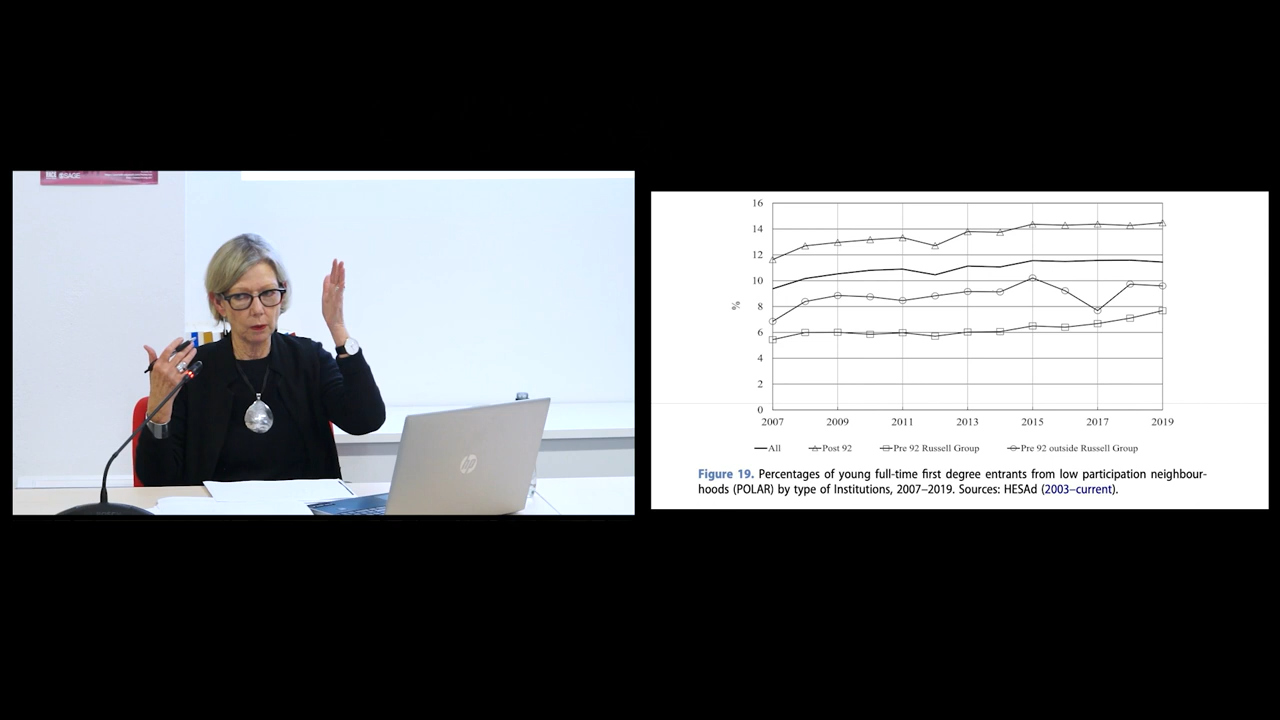 SAGE
hp
16
14
12
10
8
6
4
2
0
%
2007 2009 2011 2013 2015 2017 2019
All Post 92 Pre 92 Russell Group Pre 92 outside Russell Group
Figure 19. Percentages of young full-time first degree entrants from low participation neighbour-
hoods (POLAR) by type of Institutions, 2007–2019. Sources: HESAd (2003–current).